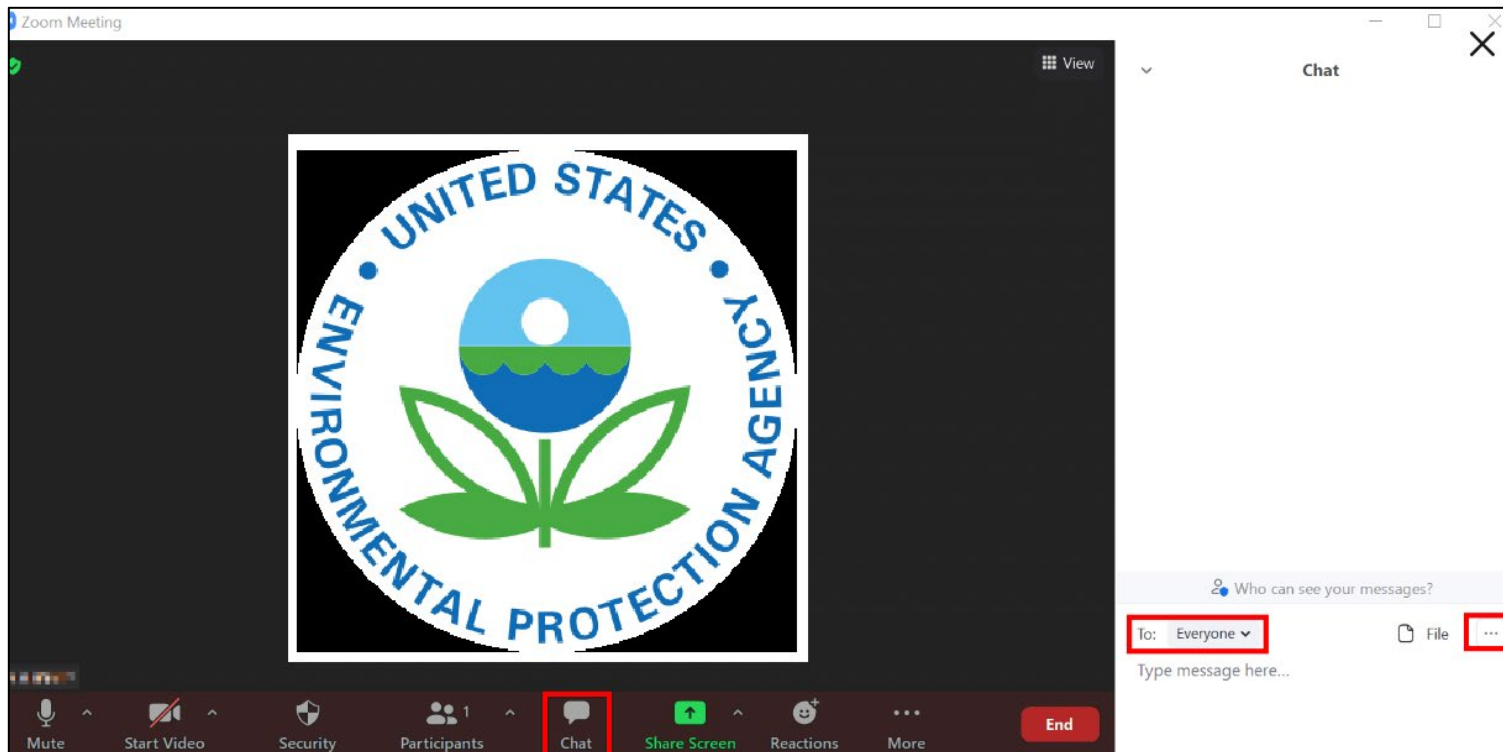 Zoom Meeting
View
Chat
UNITED STATES • ENVIRONMENTAL PROTECTION AGENCY •
Who can see your messages?
To: Everyone File ...
Type message here...
Mute Start Video Security Participants 1 Chat Share Screen Reactions More End